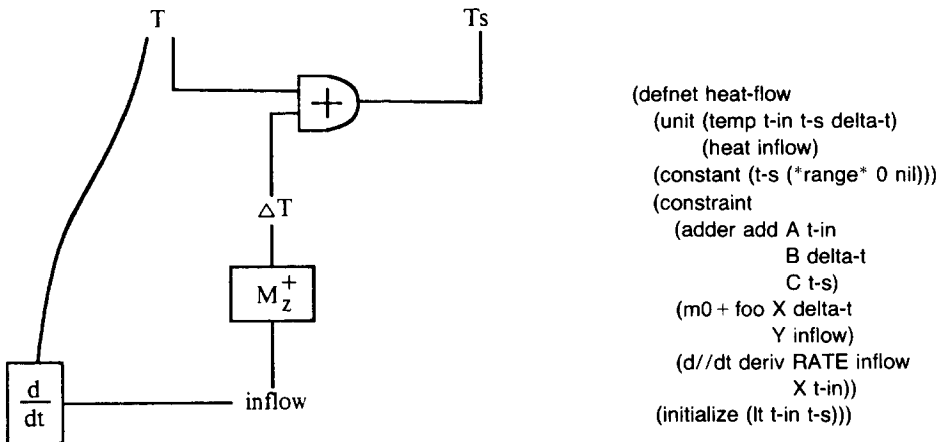 T
Ts
+
△T
M z +
inflow
d
dt
(defnet heat-flow
(unit (temp t-in t-s delta-t)
(heat inflow)
(constant (t-s (*range* 0 nil)))
(constraint
(adder add A t-in
B delta-t
C t-s)
(m0 + foo X delta-t
Y inflow)
(d//dt deriv RATE inflow
X t-in))
(initialize (lt t-in t-s)))